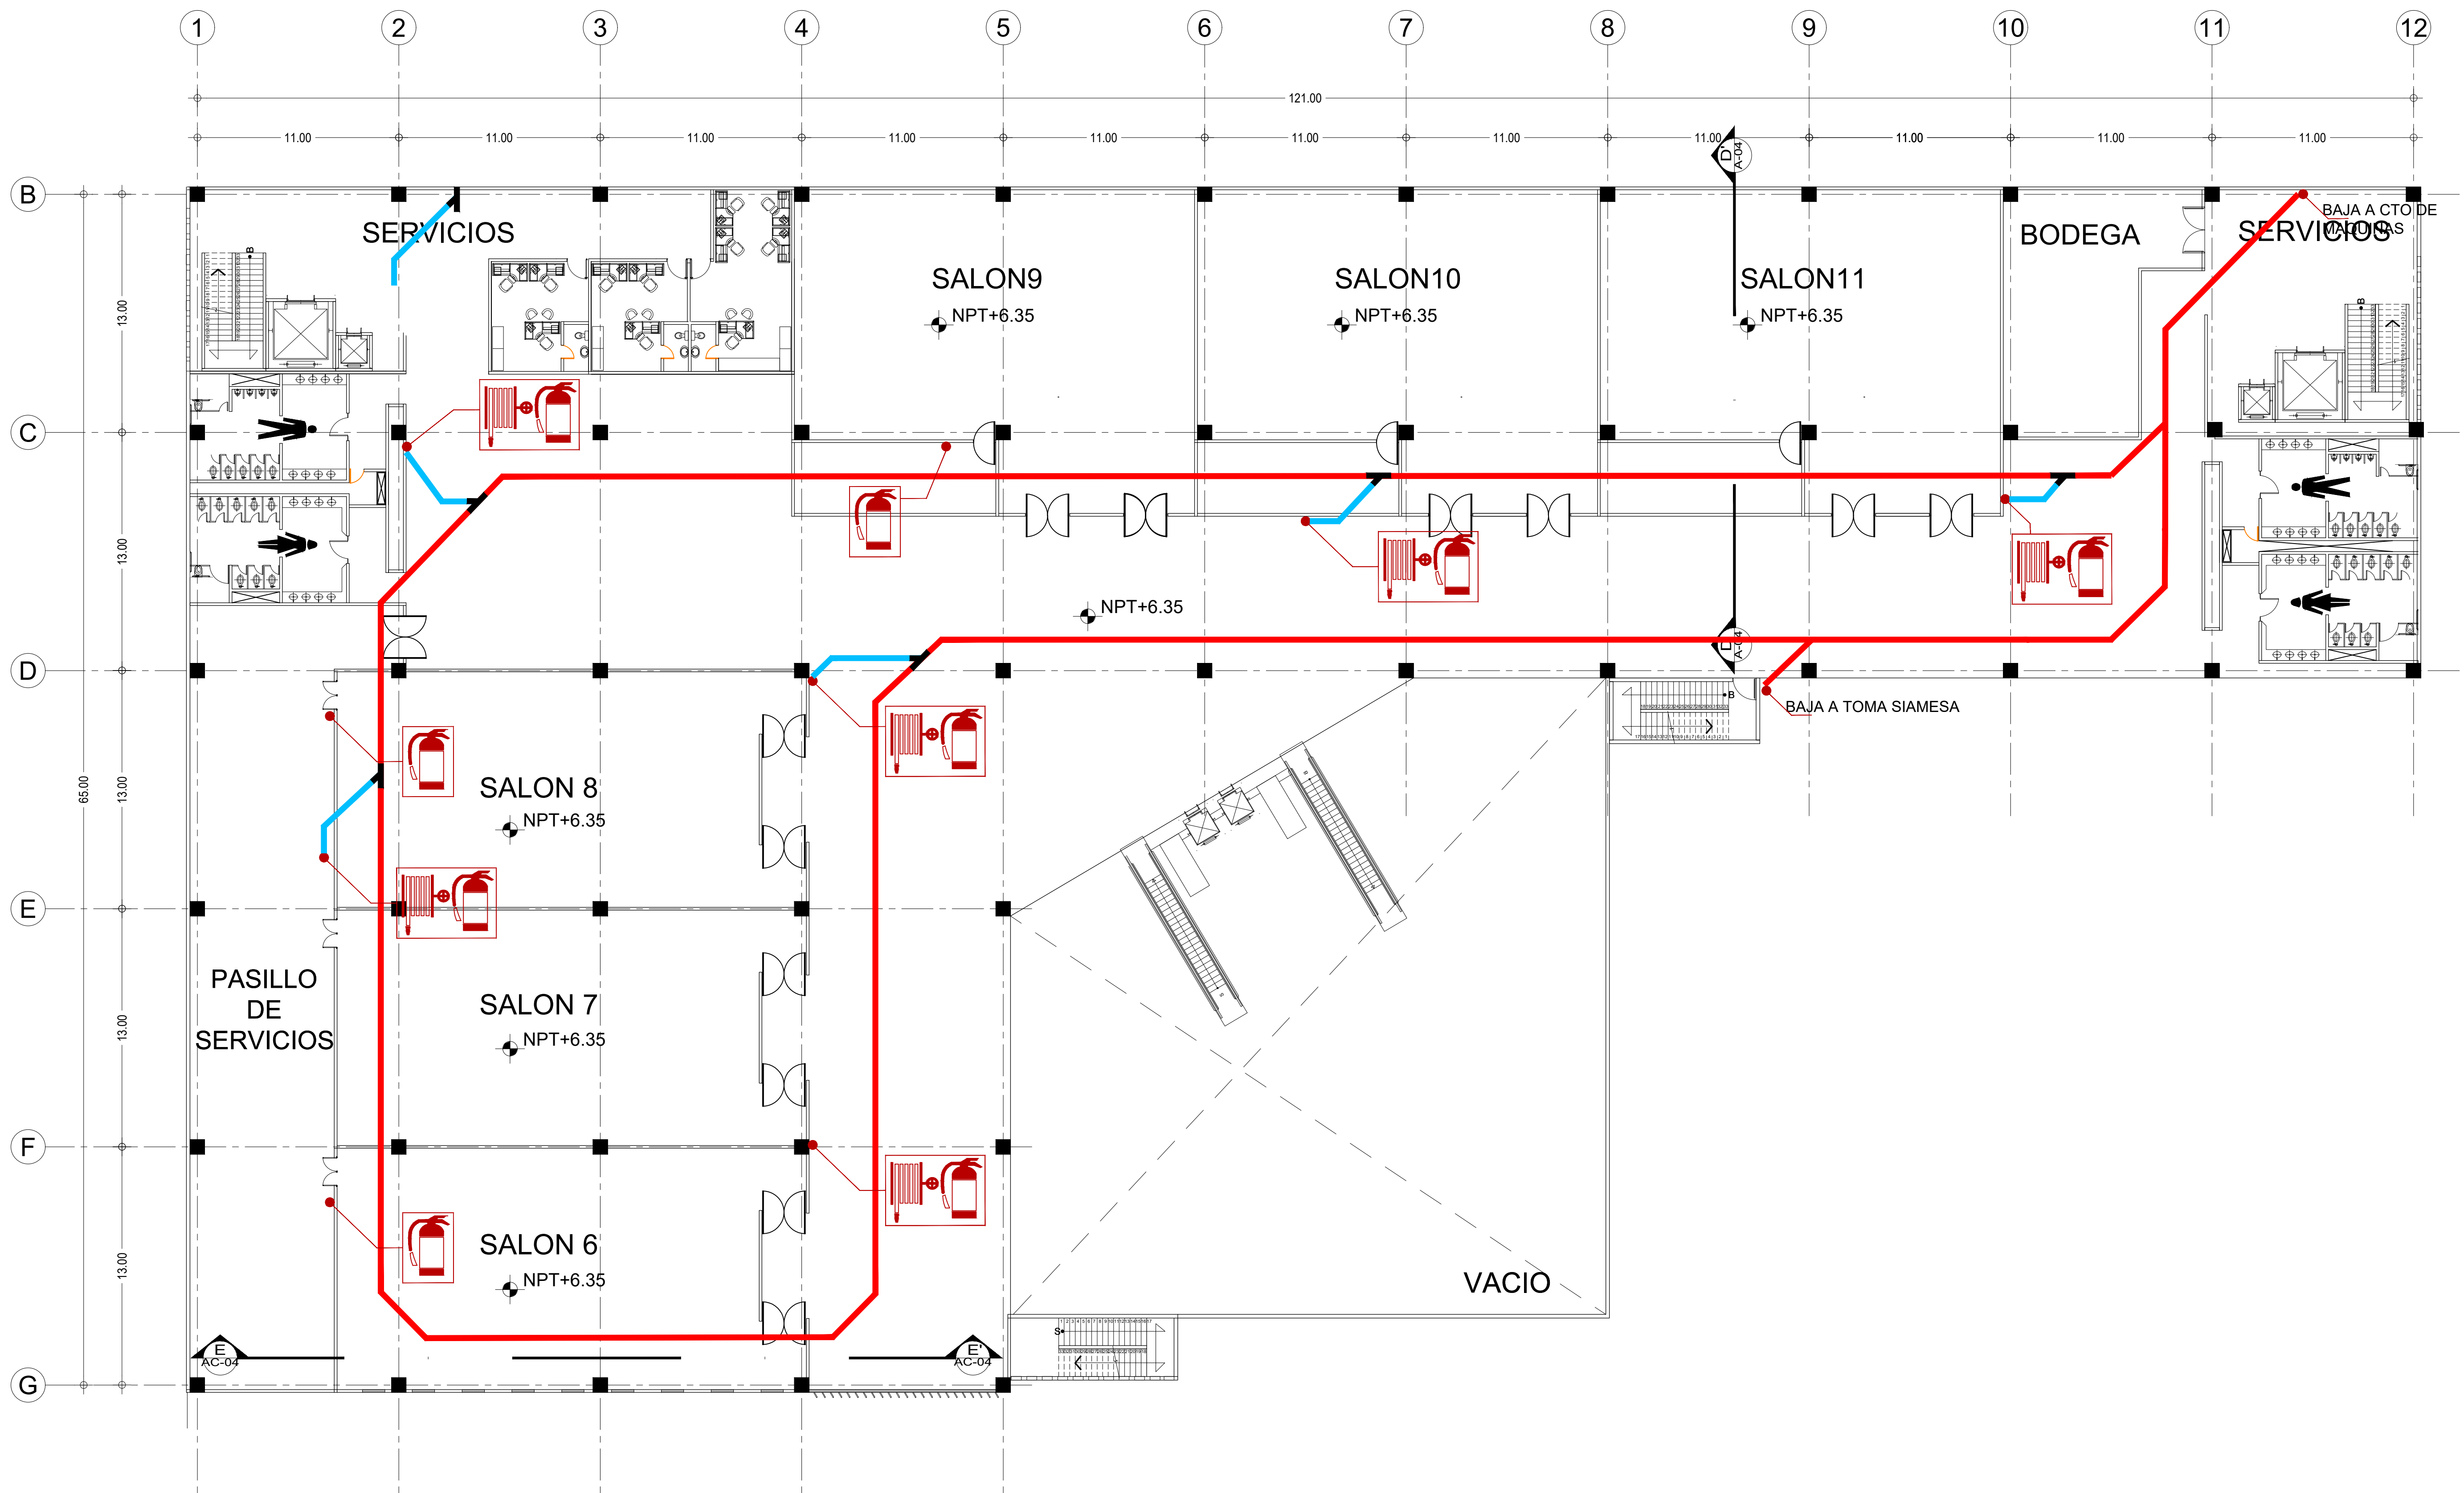 1 2 3 4 5 6 7 8 9 10 11 12
121.00
11.00 11.00 11.00 11.00 11.00 11.00 11.00 11.00 11.00 11.00 11.00
D'
A-04
B
SERVICIOS
BODEGA
SERVICIOS
BAJA A CTO DE
MAQUINAS
SALON9
NPT+6.35
SALON10
NPT+6.35
SALON11
NPT+6.35
B
B
13.00
C
13.00
NPT+6.35
D
A-04
D
B
BAJA A TOMA SIAMESA
65.00
13.00
SALON 8
NPT+6.35
E
PASILLO
DE
SERVICIOS
13.00
SALON 7
NPT+6.35
F
13.00
SALON 6
NPT+6.35
VACIO
S
E
AC-04
E'
AC-04
G